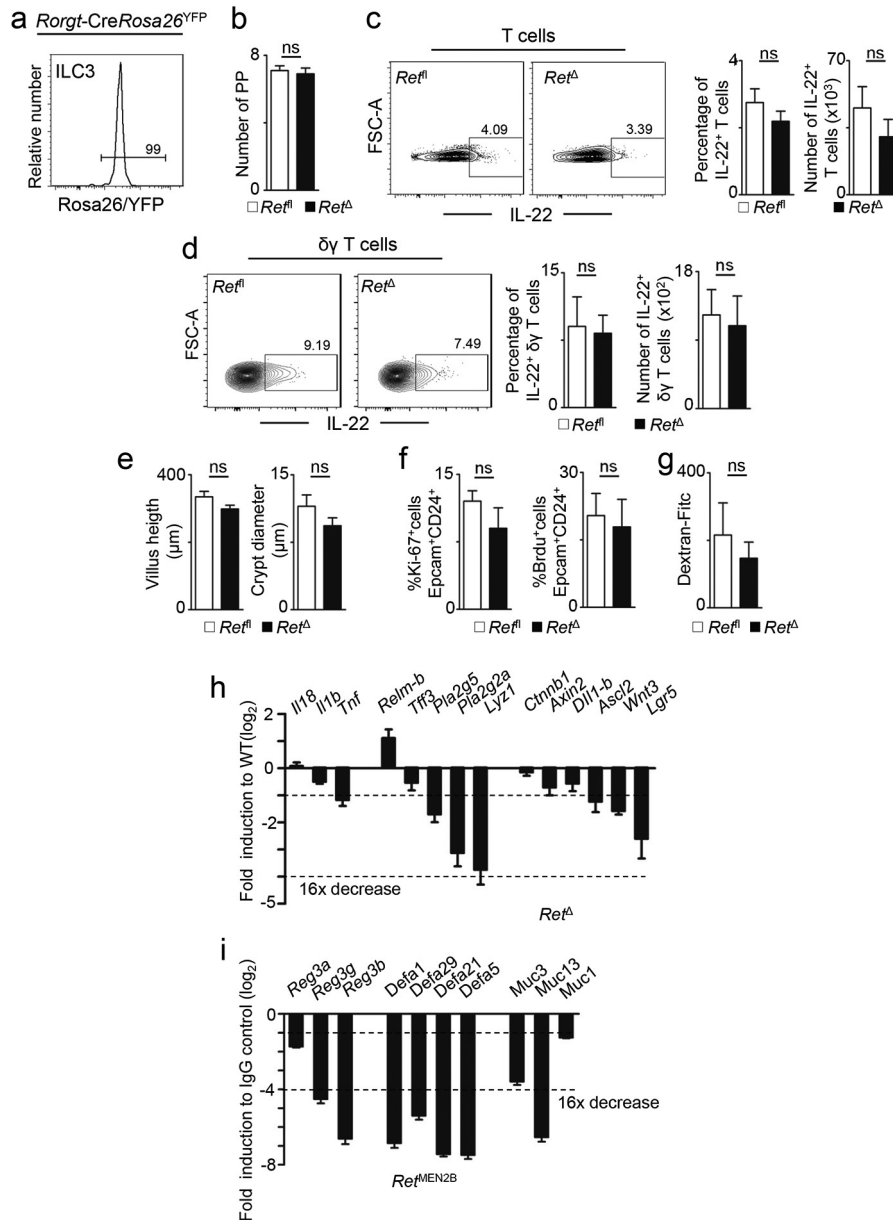 a
Rorgt-CreRosa26YFP
ILC3
99
Relative number
Rosa26/YFP
b
8
ns
0
Number of PP
Retfl RetΔ
c
T cells
Retfl
4.09
RetΔ
3.39
FSC-A
IL-22
4
ns
0
Percentage of
IL-22+ T cells
70
ns
0
Number of IL-22+
T cells (x103)
Retfl RetΔ
d
δγ T cells
Retfl
9.19
RetΔ
7.49
FSC-A
IL-22
15
ns
0
Percentage of
IL-22+ δγ T cells
18
ns
0
Number of IL-22+
δγ T cells (x102)
Retfl RetΔ
e
400
ns
0
Villus heigth
(µm)
15
ns
0
Crypt diameter
(µm)
Retfl RetΔ
f
15
ns
0
%Ki-67+cells
Epcam+CD24+
30
ns
0
%Brdu+cells
Epcam+CD24+
Retfl RetΔ
g
400
ns
0
Dextran-Fitc
Retfl RetΔ
h
Il18 Il1b Tnf Relm-b Tff3 Pla2g5 Pla2g2a Lyz1 Ctnnb1 Axin2 Dll1-b Ascl2 Wnt3 Lgr5
Fold induction to WT(log2)
2
0
-2
-5
16x decrease
RetΔ
i
Reg3a Reg3g Reg3b Defa1 Defa29 Defa21 Defa5 Muc3 Muc13 Muc1
Fold induction to IgG control (log2)
0
-4
-8
16x decrease
RetMEN2B